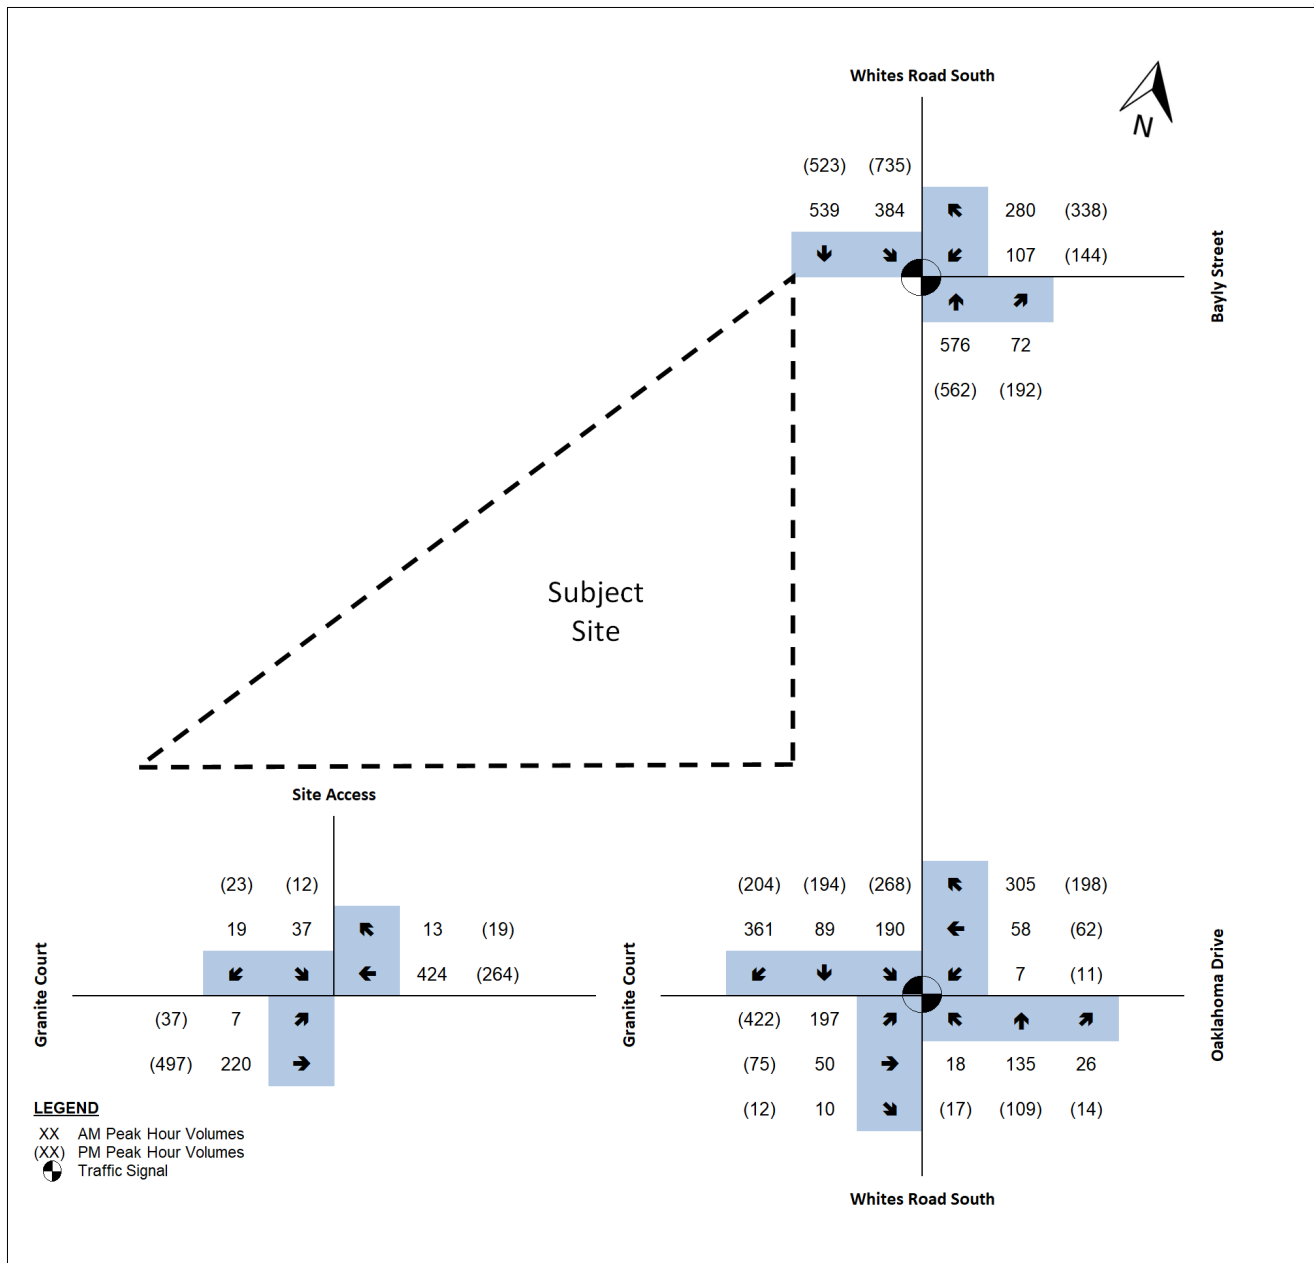 Whites Road South
N
(523) (735)
539 384 280 (338)
107 (144)
Bayly Street
576 72
(562) (192)
Subject
Site
Site Access
(23) (12)
19 37 13 (19)
424 (264)
Granite Court
(37) 7
(497) 220
(204) (194) (268) 305 (198)
361 89 190 58 (62)
7 (11)
Granite Court
Oaklahoma Drive
(422) 197
(75) 50 18 135 26
(12) 10 (17) (109) (14)
Whites Road South
LEGEND
XX AM Peak Hour Volumes
(XX) PM Peak Hour Volumes
Traffic Signal